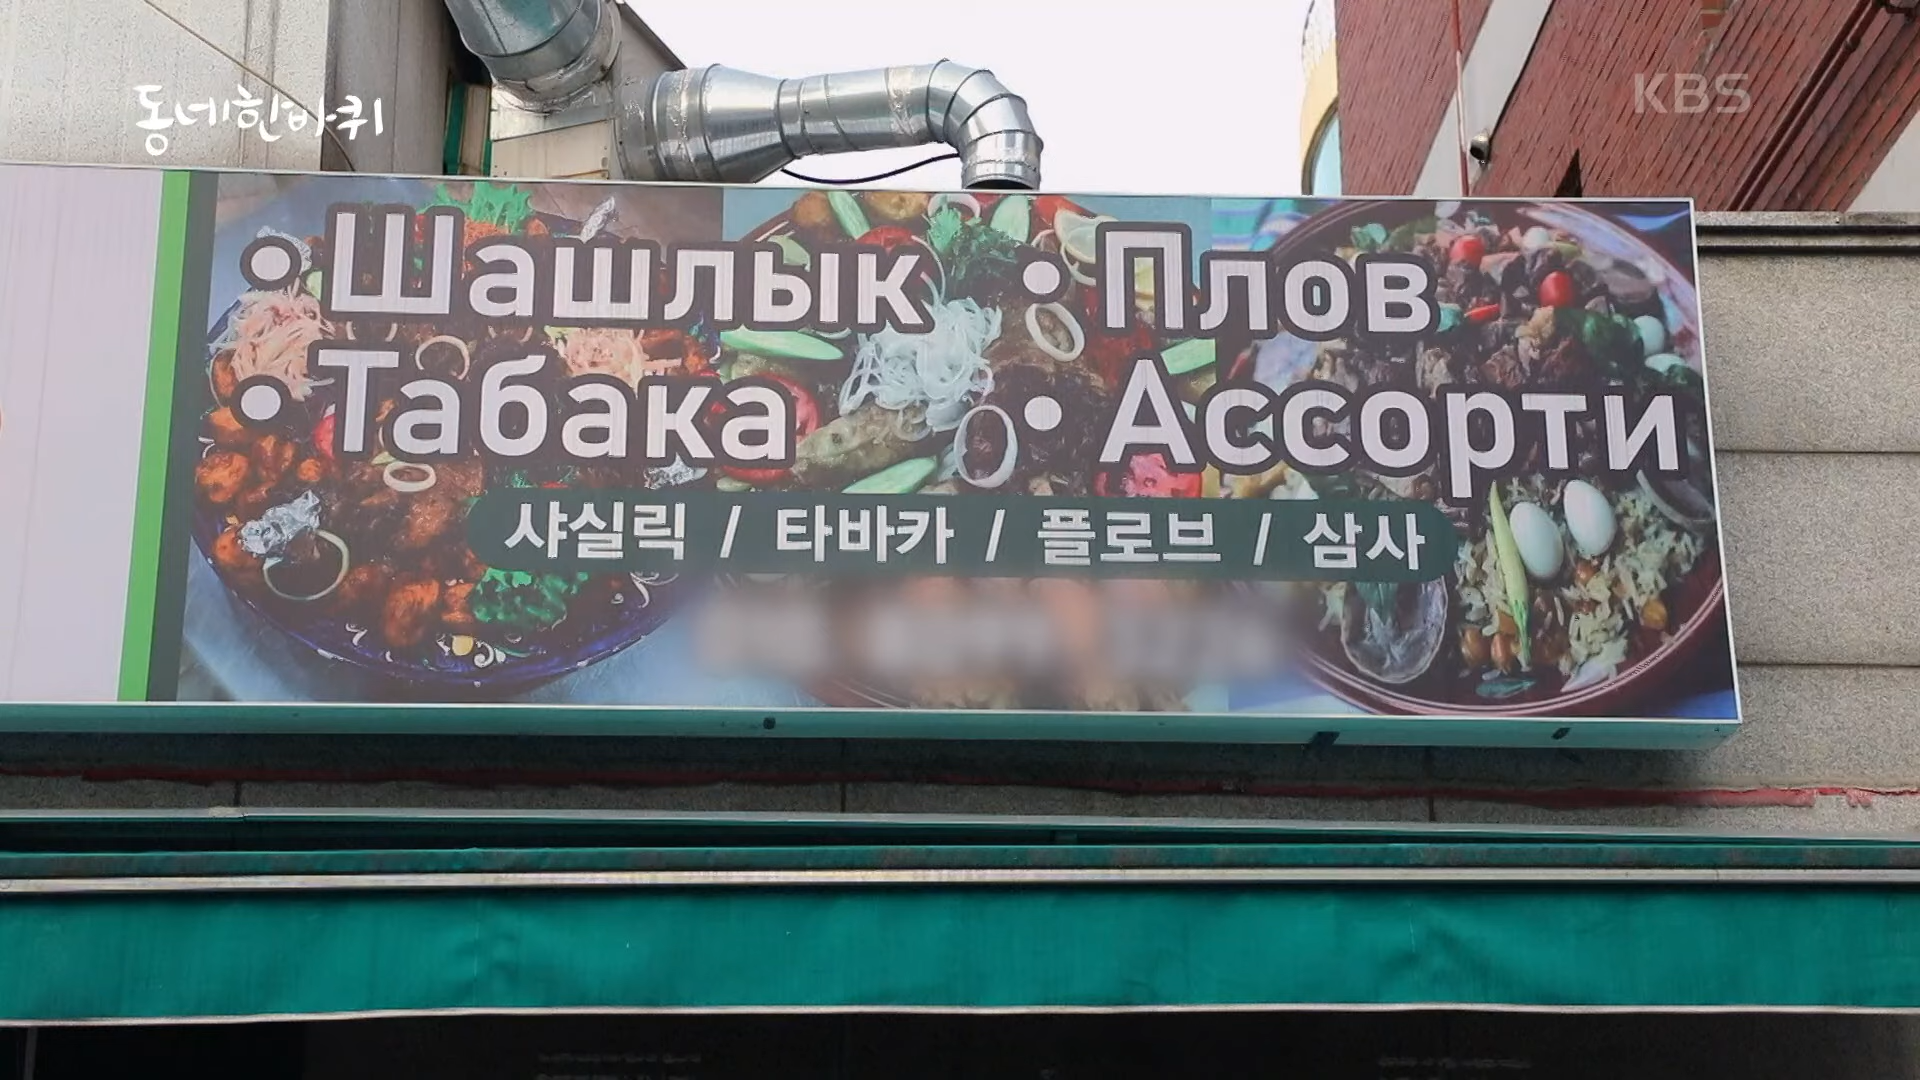 동네한바퀴
KBS
• Шашлык • Плов
• Табака • Ассорти
샤실릭 / 타바카 / 플로브 / 삼사